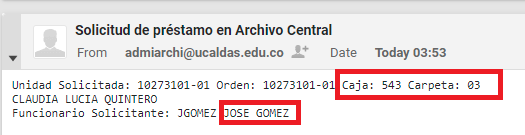 Solicitud de préstamo en Archivo Central
From admiarchi@ucaldas.edu.co Date Today 03:53
Unidad Solicitada: 10273101-01 Orden: 10273101-01 Caja: 543 Carpeta: 03
CLAUDIA LUCIA QUINTERO
Funcionario Solicitante: JGOMEZ JOSE GOMEZ